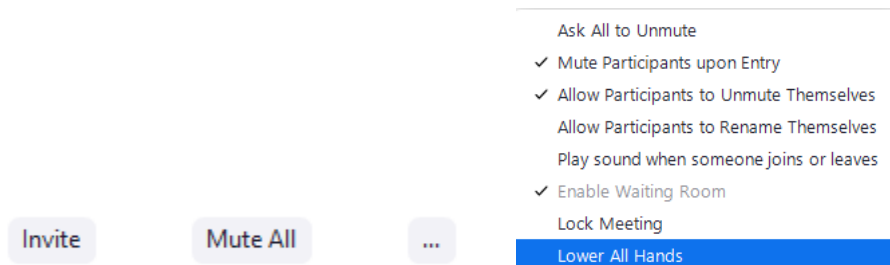 Ask All to Unmute
✓ Mute Participants upon Entry
✓ Allow Participants to Unmute Themselves
Allow Participants to Rename Themselves
Play sound when someone joins or leaves
✓ Enable Waiting Room
Lock Meeting
Lower All Hands
Invite
Mute All
...